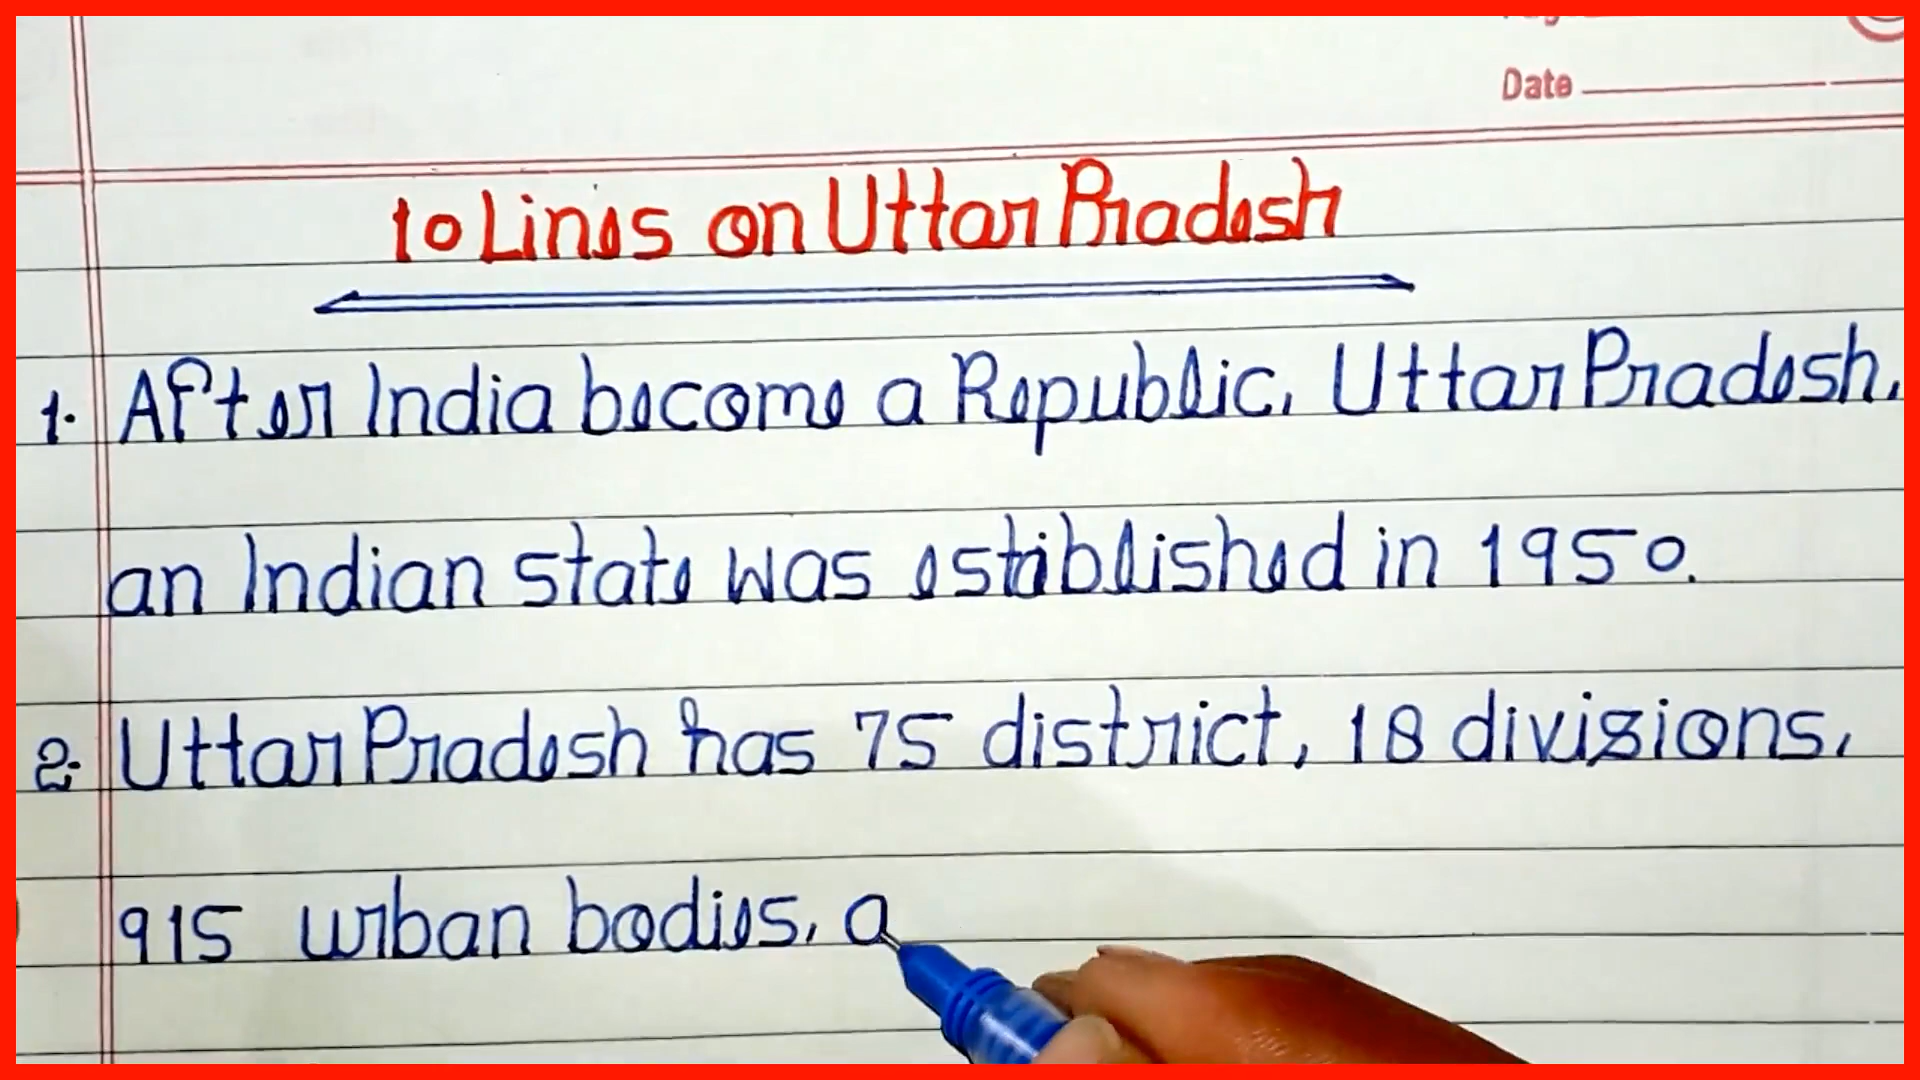 Date
10 Lines on Uttar Pradesh
1. After India become a Republic, Uttar Pradesh,
an Indian state was established in 1950.
2. Uttar Pradesh has 75 district, 18 divisions,
915 urban bodies, a